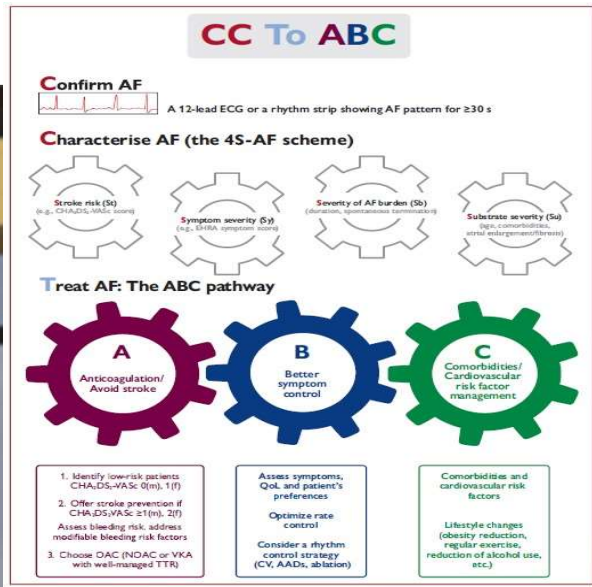 CC To ABC
Confirm AF
A 12-lead ECG or a rhythm strip showing AF pattern for ≥30 s
Characterise AF (the 4S-AF scheme)
Stroke risk (St)
(e.g., CHA₂DS₂-VASc score)
Symptom severity (Sy)
(e.g., EHRA symptom score)
Severity of AF burden (Sb)
(duration, spontaneous termination)
Substrate severity (Su)
(age, comorbidities,
atrial enlargement/fibrosis)
Treat AF: The ABC pathway
A
Anticoagulation/
Avoid stroke
B
Better
symptom
control
C
Comorbidities/
Cardiovascular
risk factor
management
1. Identify low-risk patients
CHA₂DS₂-VASc 0(m), 1(f)
2. Offer stroke prevention if
CHA₂DS₂VASc ≥1(m), 2(f)
Assess bleeding risk, address
modifiable bleeding risk factors
3. Choose OAC (NOAC or VKA
with well-managed TTR)
Assess symptoms,
QoL and patient's
preferences
Optimize rate
control
Consider a rhythm
control strategy
(CV, AADs, ablation)
Comorbidities and
cardiovascular risk
factors
Lifestyle changes
(obesity reduction,
regular exercise,
reduction of alcohol use,
etc.)